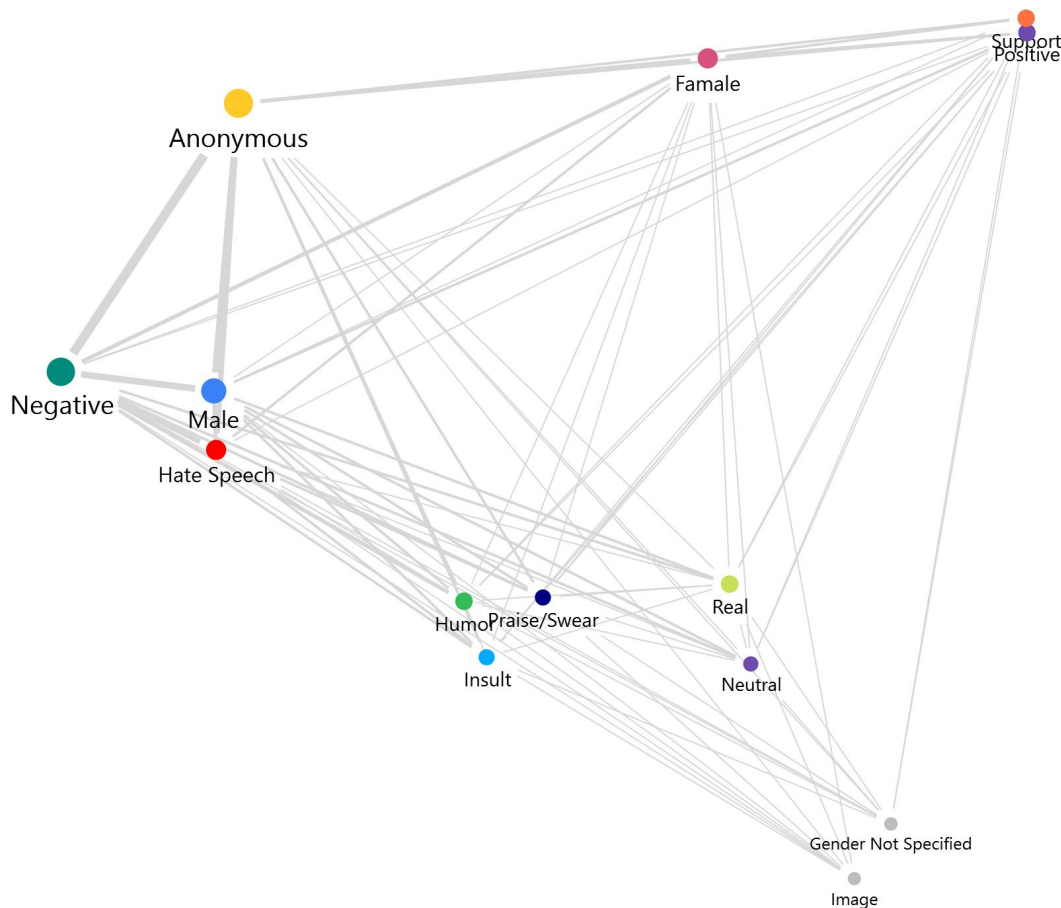 Support
Positive
Famale
Anonymous
Negative
Male
Hate Speech
Real
Humor
Praise/Swear
Insult
Neutral
Gender Not Specified
Image